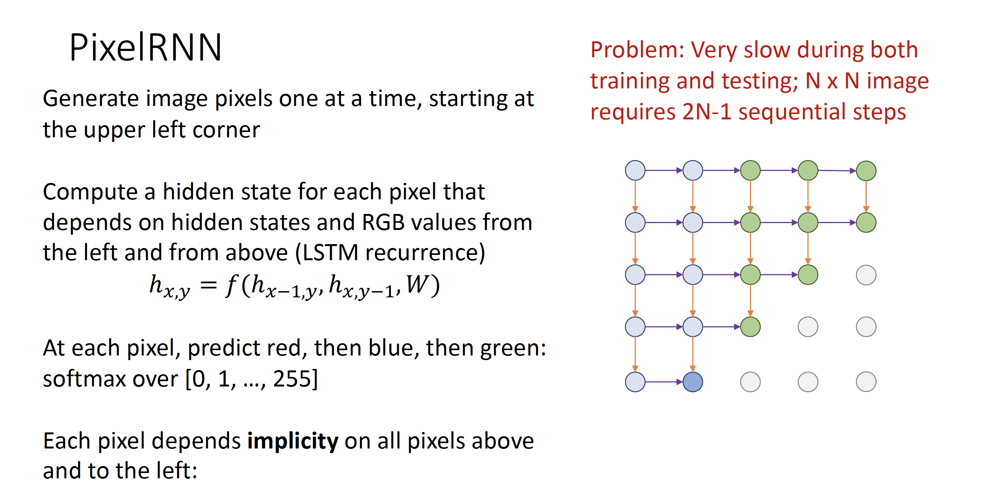 PixelRNN
Generate image pixels one at a time, starting at
the upper left corner
Compute a hidden state for each pixel that
depends on hidden states and RGB values from
the left and from above (LSTM recurrence)
$h_{x,y} = f(h_{x-1,y}, h_{x,y-1}, W)$
At each pixel, predict red, then blue, then green:
softmax over [0, 1, …, 255]
Each pixel depends implicity on all pixels above
and to the left:
Problem: Very slow during both
training and testing; N x N image
requires 2N-1 sequential steps